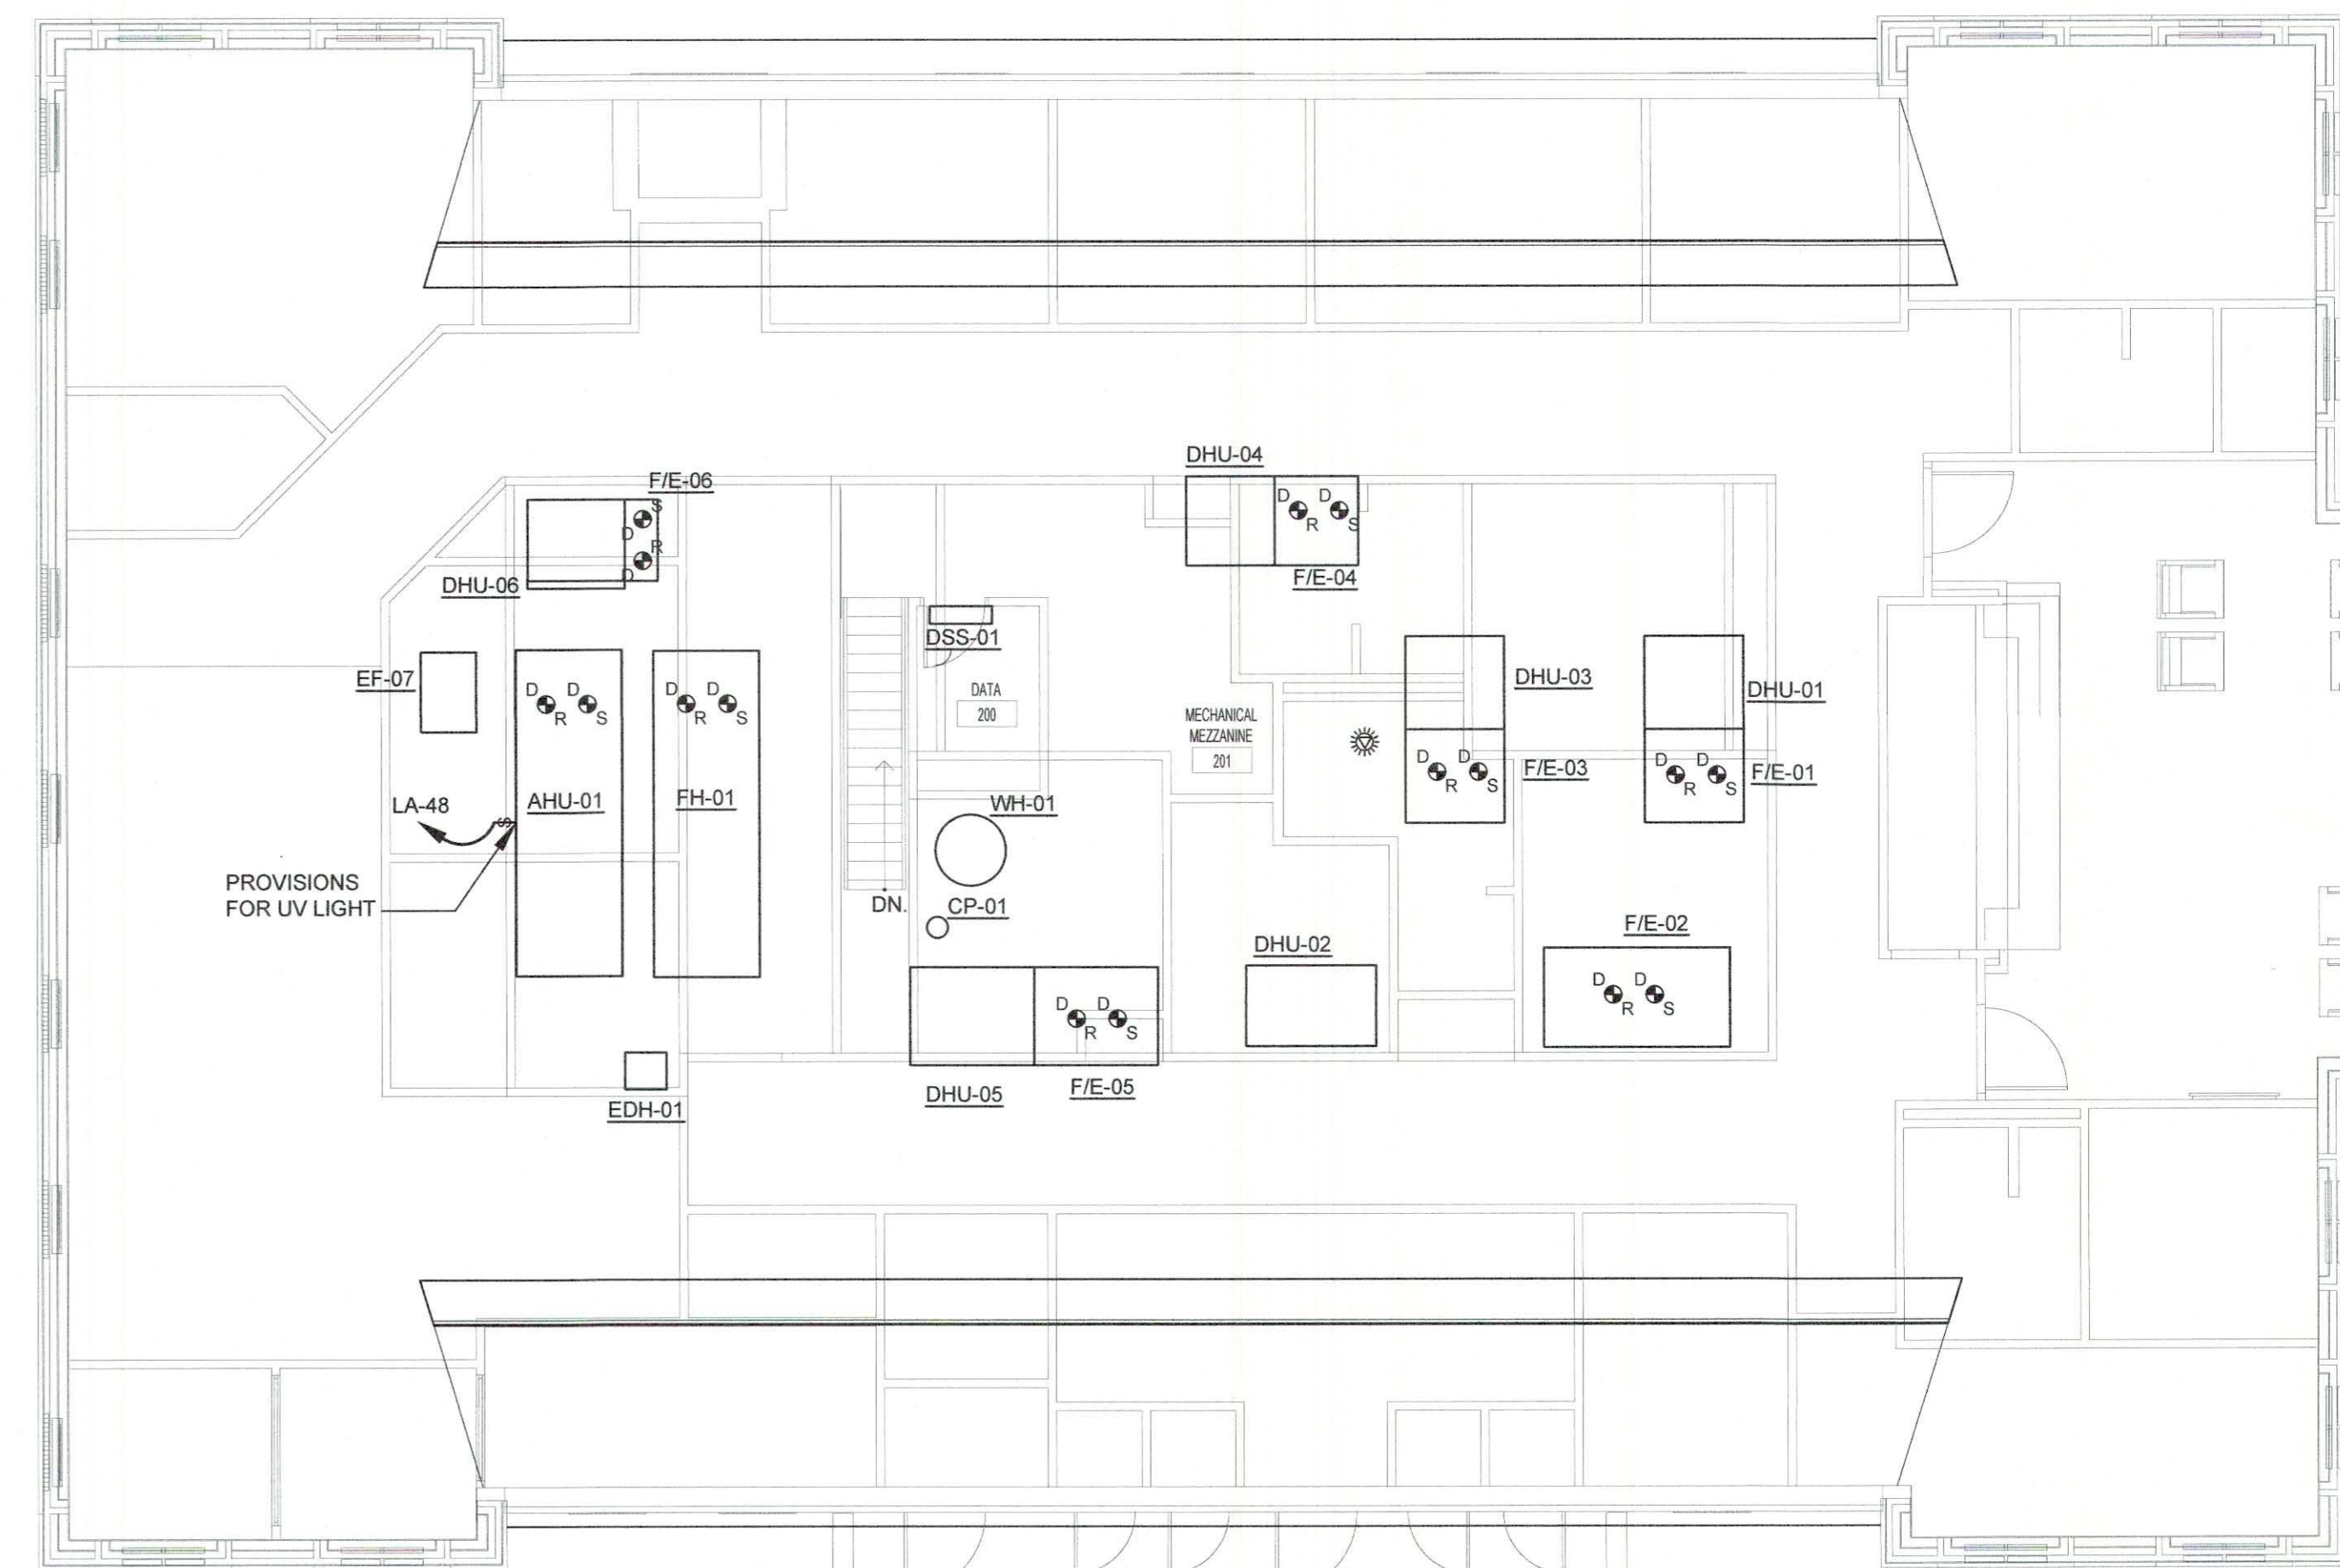 DHU-04
F/E-06
S
D
R
D
D D
R S
DHU-06
F/E-04
DSS-01
EF-07
DHU-03
DHU-01
D D
R S
D D
R S
DATA
200
MECHANICAL
MEZZANINE
201
D D
R S
F/E-03
D D
R S
F/E-01
LA-48
S
AHU-01
FH-01
WH-01
PROVISIONS
FOR UV LIGHT
DN.
CP-01
F/E-02
DHU-02
D D
R S
D D
R S
DHU-05
F/E-05
EDH-01